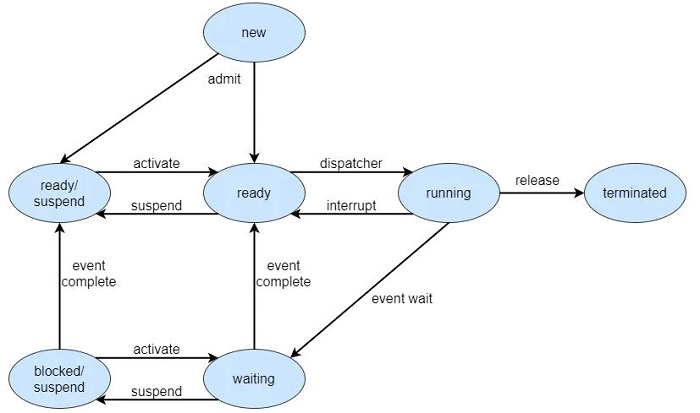 new
admit
activate
dispatcher
ready/
suspend
ready
running
release
terminated
suspend
interrupt
event
complete
event
complete
event wait
activate
blocked/
suspend
waiting
suspend